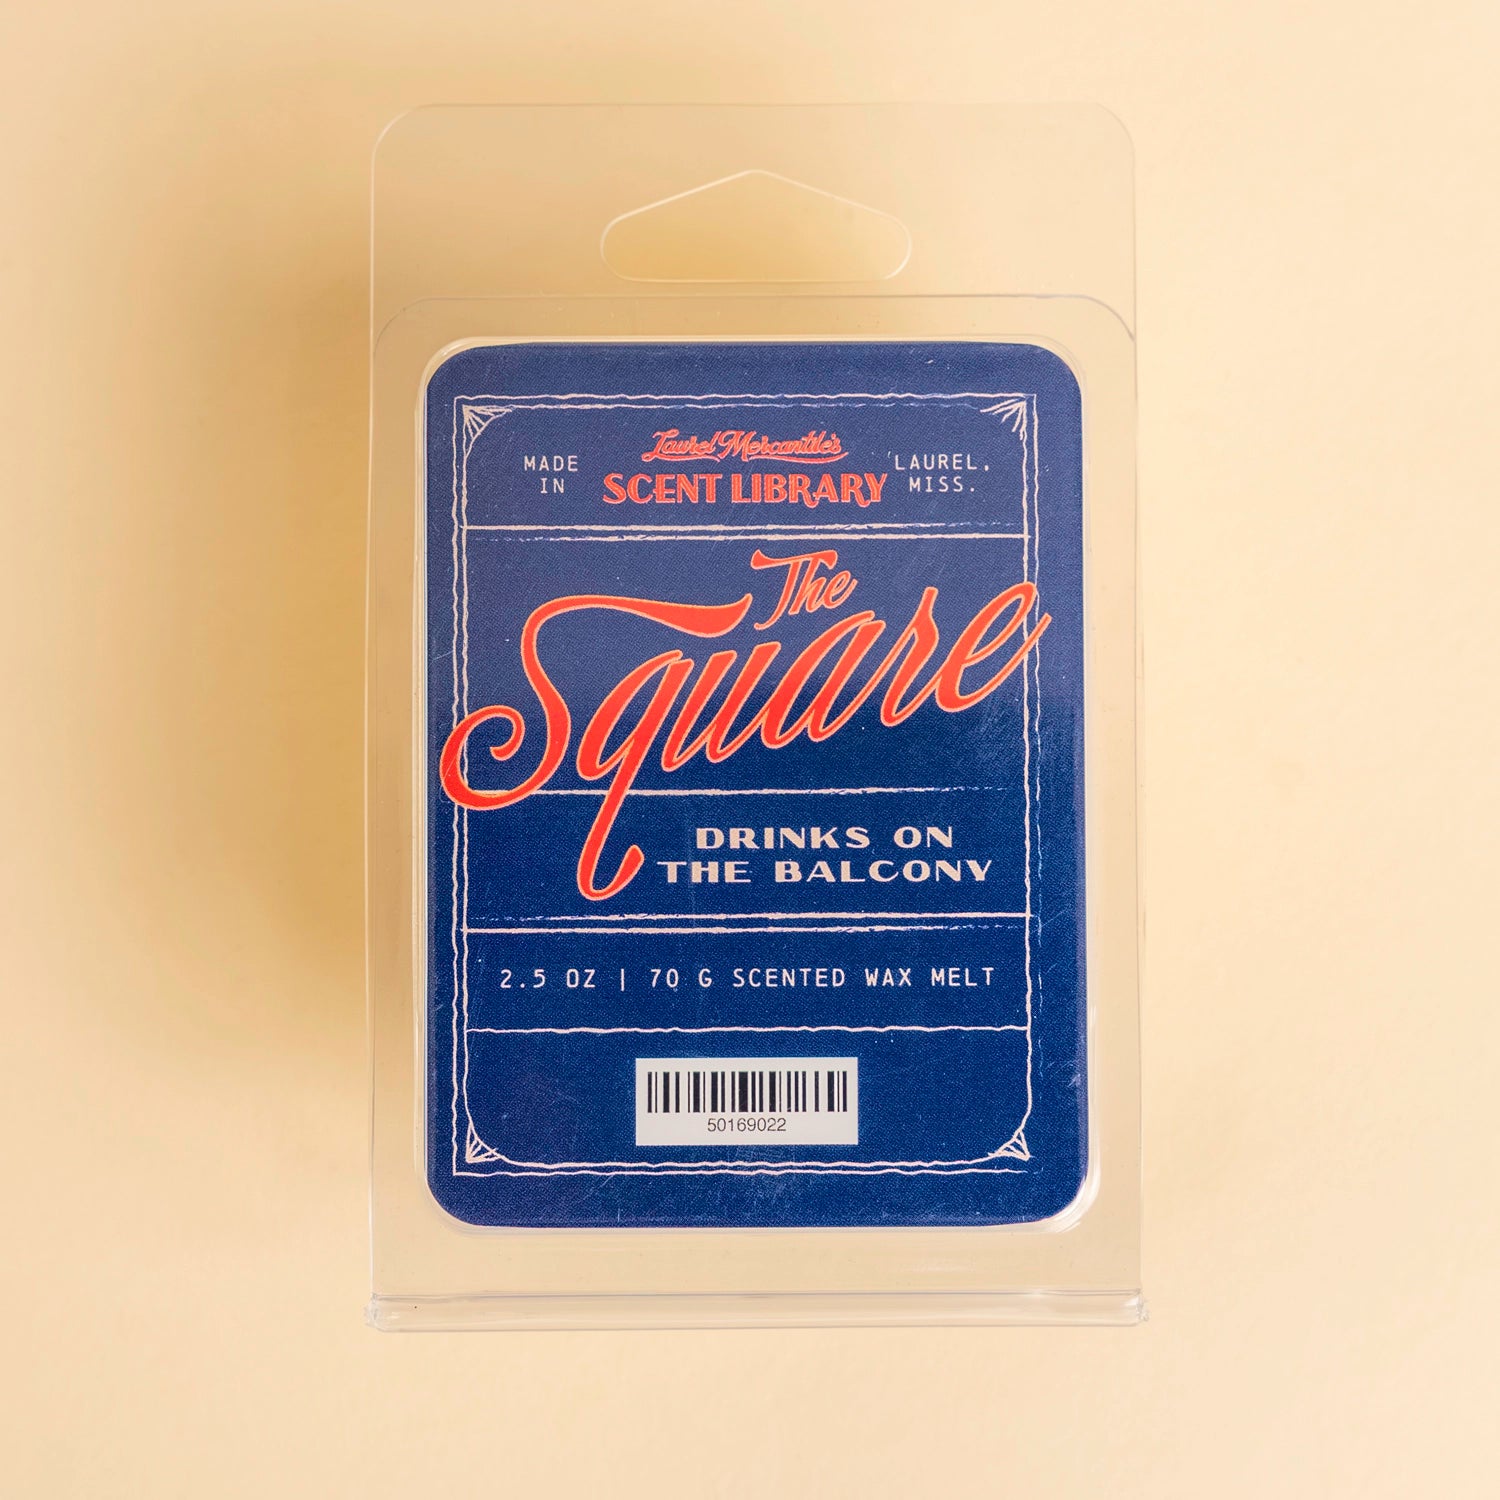 Laurel Mercantile's
MADE IN
SCENT LIBRARY
LAUREL, MISS.
The
Square
DRINKS ON
THE BALCONY
2.5 OZ | 70 G SCENTED WAX MELT
50169022